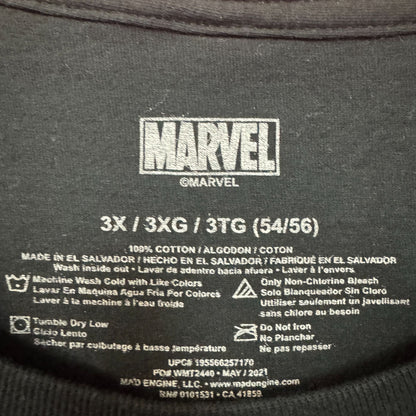 MARVEL
©MARVEL
3X / 3XG / 3TG (54/56)
100% COTTON / ALGODON / COTON
MADE IN EL SALVADOR / HECHO EN EL SALVADOR / FABRIQUÉ EN EL SALVADOR
Wash inside out • Lavar de adentro hacia afuera • Laver à l'envers
Machine Wash Cold with Like Colors
Lavar En Maquina Agua Fria Por Colores
Laver à la machine à l'eau froide
Only Non-Chlorine Bleach
Solo Blanqueador Sin Cloro
Utiliser seulement un javellisant
sans chlore
Tumble Dry Low
Ciclo Lento
Sécher par culbutage à basse température
Do Not Iron
No Planchar
Ne pas repasser
UPC# 195566257170
PO# WMT2440 • MAY / 2021
MAD ENGINE, LLC. • www.madengine.com
RN# 0101531 • CA 41859